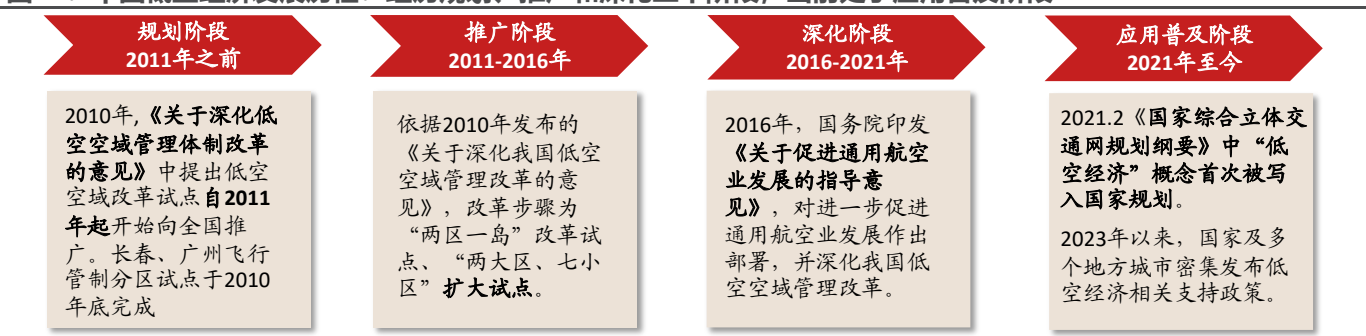 规划阶段
2011年之前
2010年,《关于深化低
空空域管理体制改革
的意见》中提出低空
空域改革试点自2011
年起开始向全国推
广。长春、广州飞行
管制分区试点于2010
年底完成
推广阶段
2011-2016年
依据2010年发布的
《关于深化我国低空
空域管理改革的意
见》，改革步骤为
“两区一岛”改革试
点、“两大区、七小
区”扩大试点。
深化阶段
2016-2021年
2016年，国务院印发
《关于促进通用航空
业发展的指导意
见》，对进一步促进
通用航空业发展作出
部署，并深化我国低
空空域管理改革。
应用普及阶段
2021年至今
2021.2《国家综合立体交
通网规划纲要》中“低
空经济”概念首次被写
入国家规划。
2023年以来，国家及多
个地方城市密集发布低
空经济相关支持政策。